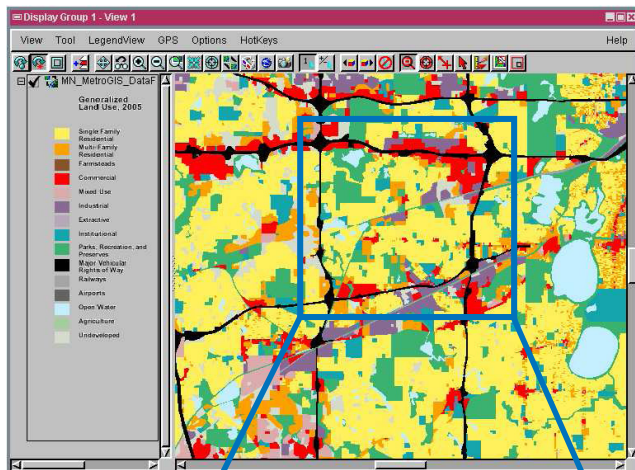 Display Group 1 - View 1
View Tool LegendView GPS Options HotKeys Help
MN_MetroGIS_DataF
Generalized
Land Use, 2005
Single Family
Residential
Multi-Family
Residential
Farmsteads
Commercial
Mixed Use
Industrial
Extractive
Institutional
Parks, Recreation, and
Preserves
Major Vehicular
Rights of Way
Railways
Airports
Open Water
Agriculture
Undeveloped